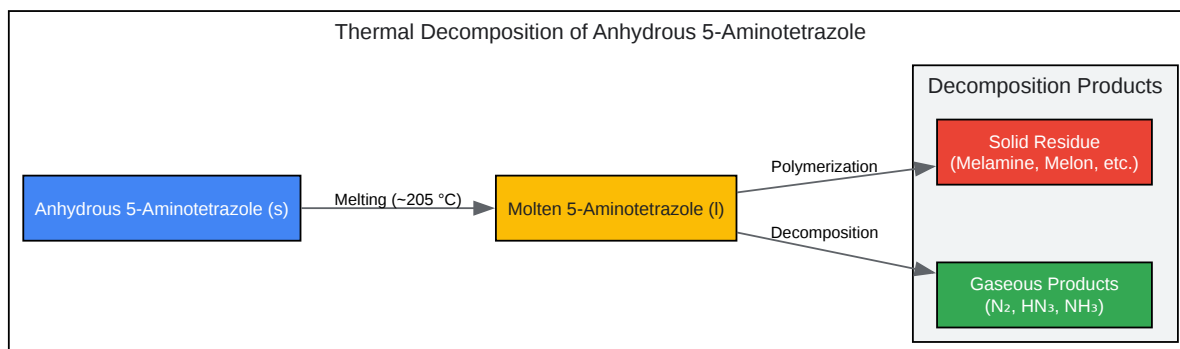 Thermal Decomposition of Anhydrous 5-Aminotetrazole
Decomposition Products
Solid Residue
(Melamine, Melon, etc.)
Polymerization
Anhydrous 5-Aminotetrazole (s)
Melting (~205 °C)
Molten 5-Aminotetrazole (l)
Decomposition
Gaseous Products
(N₂, HN₃, NH₃)